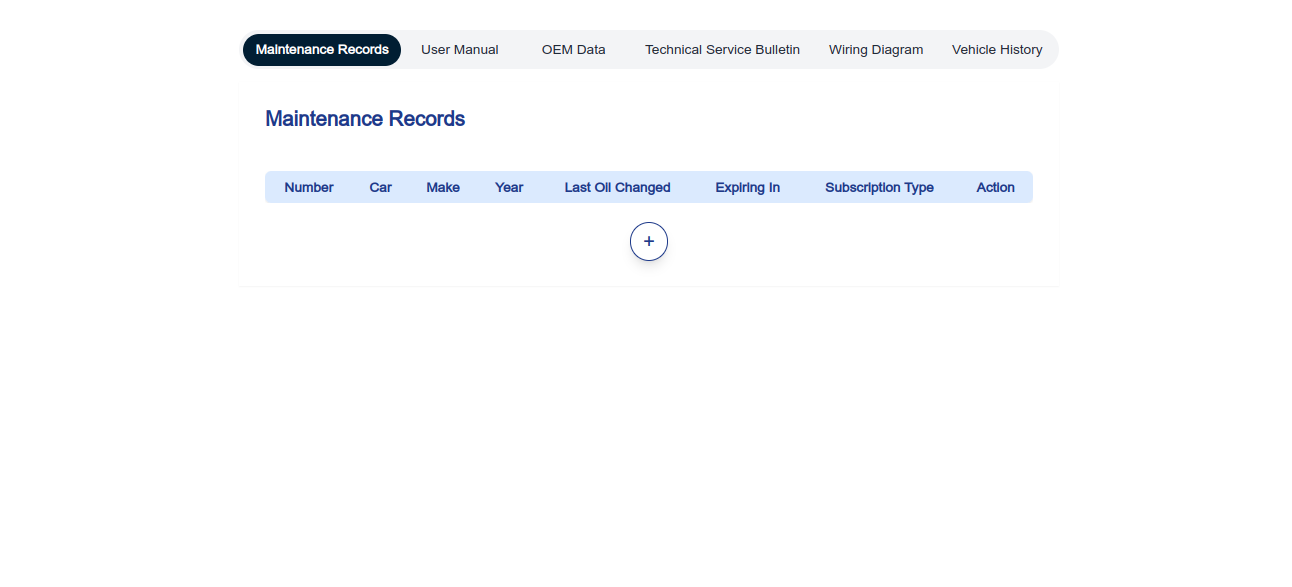 Maintenance Records User Manual OEM Data Technical Service Bulletin Wiring Diagram Vehicle History
Maintenance Records
Number Car Make Year Last Oil Changed Expiring In Subscription Type Action
+